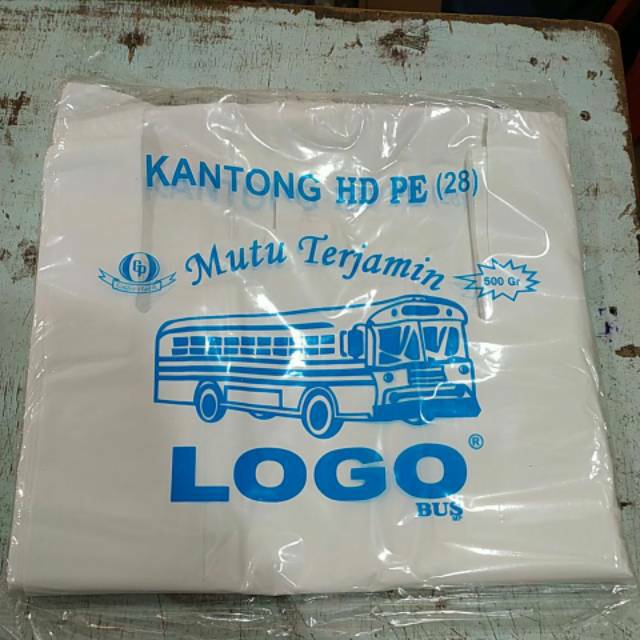 KANTONG HD PE (28)
Mutu Terjamin
500 Gr
LOGO®
BUS